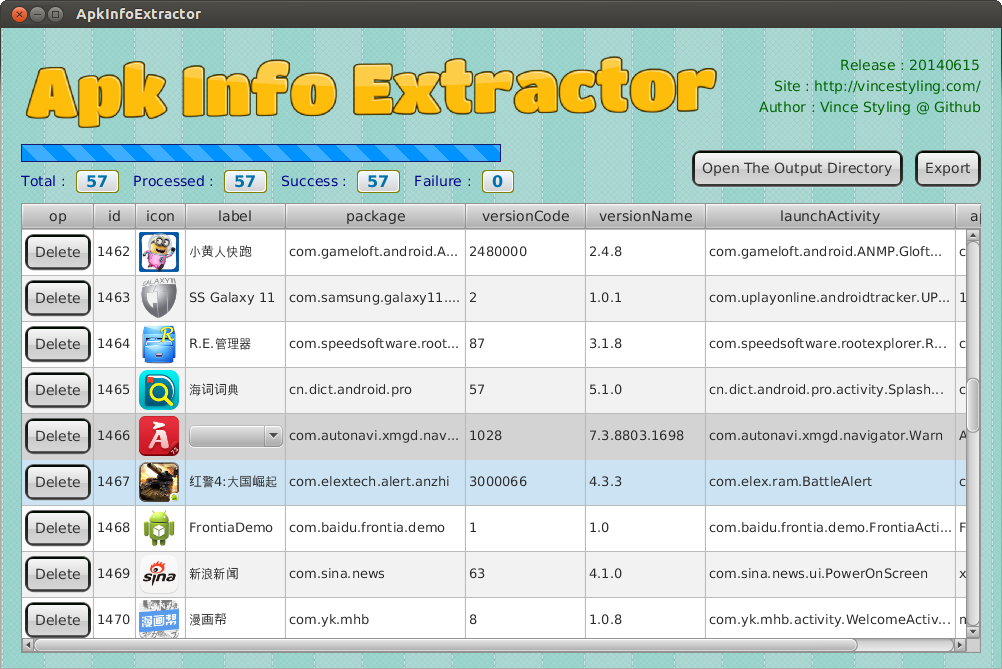 ApkInfoExtractor
Apk Info Extractor
Release : 20140615
Site : http://vincestyling.com/
Author : Vince Styling @ Github
Total : 57 Processed : 57 Success : 57 Failure : 0
Open The Output Directory Export
op id icon label package versionCode versionName launchActivity
Delete 1462 小黄人快跑 com.gameloft.android.A... 2480000 2.4.8 com.gameloft.android.ANMP.Gloft... c
Delete 1463 GALAXY11 SS Galaxy 11 com.samsung.galaxy11.... 2 1.0.1 com.uplayonline.androidtracker.UP... 1
Delete 1464 R R.E.管理器 com.speedsoftware.root... 87 3.1.8 com.speedsoftware.rootexplorer.R... c
Delete 1465 海词词典 cn.dict.android.pro 57 5.1.0 cn.dict.android.pro.activity.Splash... c
Delete 1466 com.autonavi.xmgd.nav... 1028 7.3.8803.1698 com.autonavi.xmgd.navigator.Warn A
Delete 1467 红警4:大国崛起 com.elextech.alert.anzhi 3000066 4.3.3 com.elex.ram.BattleAlert c
Delete 1468 FrontiaDemo com.baidu.frontia.demo 1 1.0 com.baidu.frontia.demo.FrontiaActi... F
Delete 1469 sina 新浪新闻 com.sina.news 63 4.1.0 com.sina.news.ui.PowerOnScreen x
Delete 1470 漫画帮 漫画帮 com.yk.mhb 8 1.0.8 com.yk.mhb.activity.WelcomeActiv...